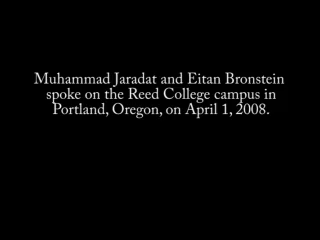 Muhammad Jaradat and Eitan Bronstein
spoke on the Reed College campus in
Portland, Oregon, on April 1, 2008.